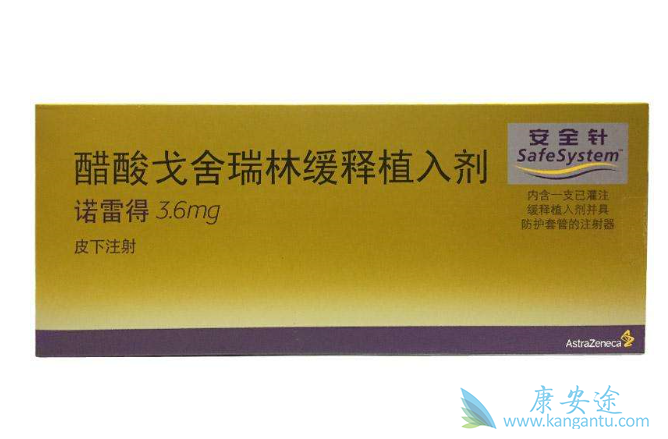 醋酸戈舍瑞林缓释植入剂
诺雷得 3.6mg
皮下注射
安全针
SafeSystem™
内含一支已灌注
缓释植入剂并具
防护套管的注射器
AstraZeneca
康安途
www.kangantu.com